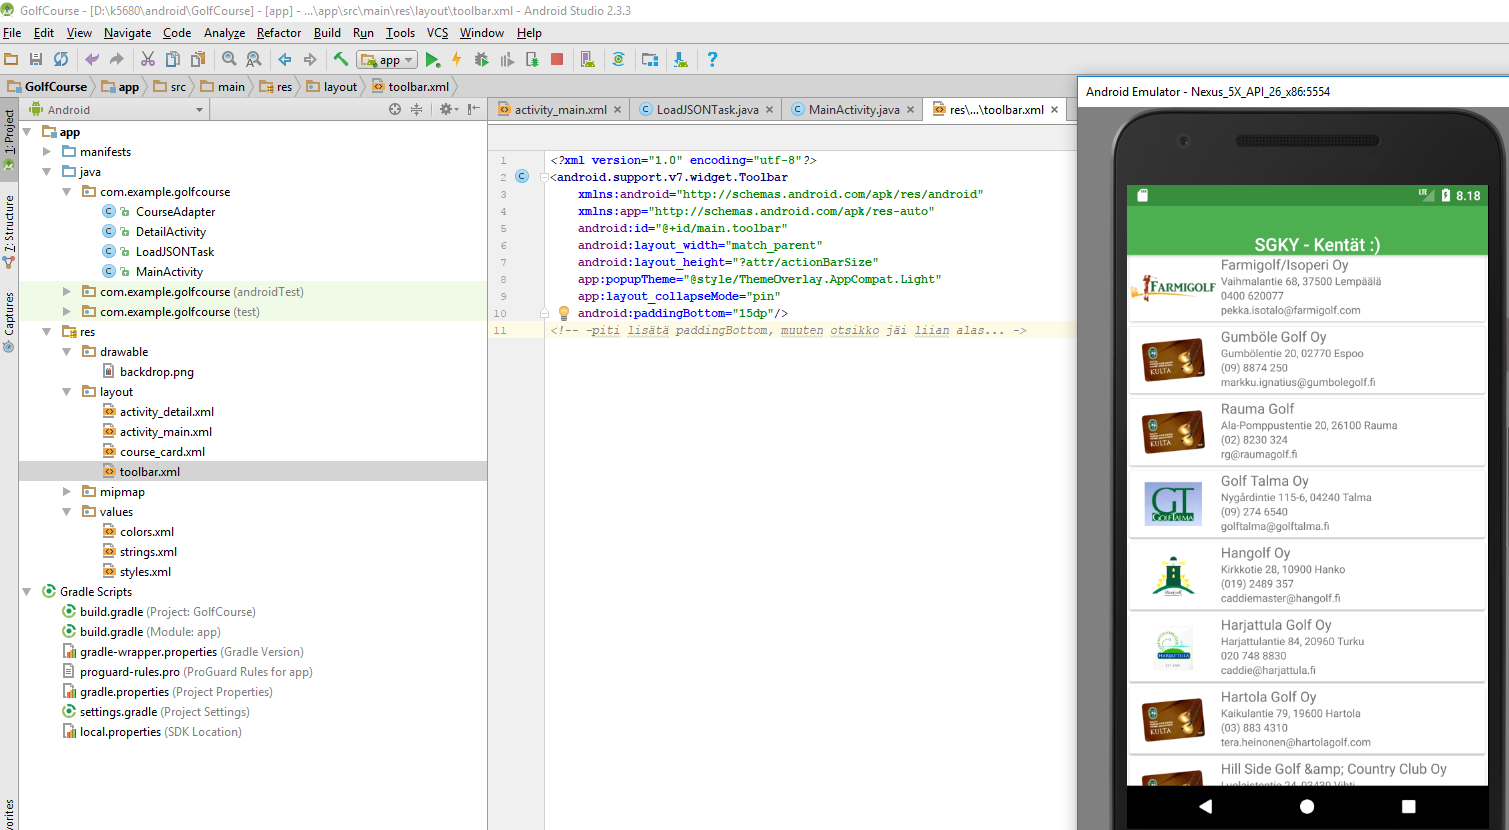 GolfCourse - [D:\k5680\android\GolfCourse] - [app] - ...\app\src\main\res\layout\toolbar.xml - Android Studio 2.3.3
File Edit View Navigate Code Analyze Refactor Build Run Tools VCS Window Help
app
GolfCourse app src main res layout toolbar.xml
1: Project
7: Structure
Captures
Android
app
manifests
java
com.example.golfcourse
CourseAdapter
DetailActivity
LoadJSONTask
MainActivity
com.example.golfcourse (androidTest)
com.example.golfcourse (test)
res
drawable
backdrop.png
layout
activity_detail.xml
activity_main.xml
course_card.xml
toolbar.xml
mipmap
values
colors.xml
strings.xml
styles.xml
Gradle Scripts
build.gradle (Project: GolfCourse)
build.gradle (Module: app)
gradle-wrapper.properties (Gradle Version)
proguard-rules.pro (ProGuard Rules for app)
gradle.properties (Project Properties)
settings.gradle (Project Settings)
local.properties (SDK Location)
activity_main.xml LoadJSONTask.java MainActivity.java res\...\toolbar.xml
1 <?xml version="1.0" encoding="utf-8"?>
2 <android.support.v7.widget.Toolbar
3 xmlns:android="http://schemas.android.com/apk/res/android"
4 xmlns:app="http://schemas.android.com/apk/res-auto"
5 android:id="@+id/main.toolbar"
6 android:layout_width="match_parent"
7 android:layout_height="?attr/actionBarSize"
8 app:popupTheme="@style/ThemeOverlay.AppCompat.Light"
9 app:layout_collapseMode="pin"
10 android:paddingBottom="15dp"/>
11 <!-- -piti lisätä paddingBottom, muuten otsikko jäi liian alas... ->
Android Emulator - Nexus_5X_API_26_x86:5554
LTE 8.18
SGKY - Kentät :)
FARMIGOLF
Farmigolf/Isoperi Oy
Vaihmalantie 68, 37500 Lempäälä
0400 620077
pekka.isotalo@farmigolf.com
KULTA
Gumböle Golf Oy
Gumbölentie 20, 02770 Espoo
(09) 8874 250
markku.ignatius@gumbolegolf.fi
KULTA
Rauma Golf
Ala-Pomppustentie 20, 26100 Rauma
(02) 8230 324
rg@raumagolf.fi
GT
GOLFTALMA
Golf Talma Oy
Nygårdintie 115-6, 04240 Talma
(09) 274 6540
golftalma@golftalma.fi
Hangolf Oy
Kirkkotie 28, 10900 Hanko
(019) 2489 357
caddiemaster@hangolf.fi
HARJATTULA
Harjattula Golf Oy
Harjattulantie 84, 20960 Turku
020 748 8830
caddie@harjattula.fi
KULTA
Hartola Golf Oy
Kaikulantie 79, 19600 Hartola
(03) 883 4310
tera.heinonen@hartolagolf.com
Hill Side Golf &amp; Country Club Oy